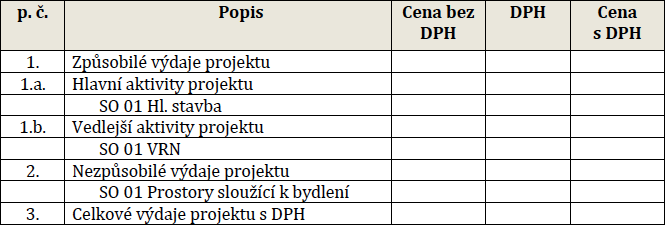 p. č. Popis Cena bez DPH DPH Cena s DPH
1. Způsobilé výdaje projektu
1.a. Hlavní aktivity projektu
SO 01 Hl. stavba
1.b. Vedlejší aktivity projektu
SO 01 VRN
2. Nezpůsobilé výdaje projektu
SO 01 Prostory sloužící k bydlení
3. Celkové výdaje projektu s DPH